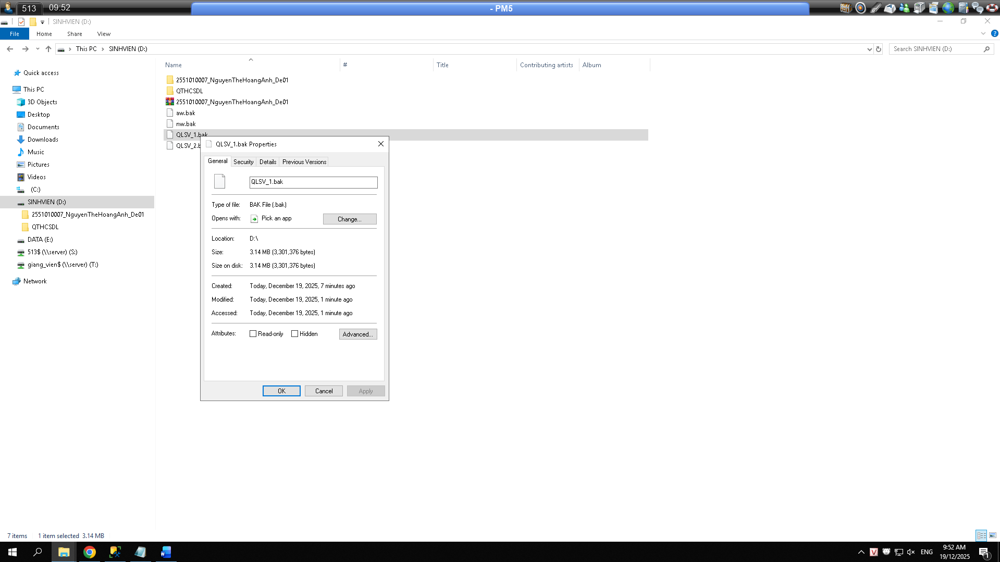 513
09:52
- PM5
SINHVIEN (D:)
File
Home
Share
View
This PC
SINHVIEN (D:)
Search SINHVIEN (D:)
Quick access
This PC
3D Objects
Desktop
Documents
Downloads
Music
Pictures
Videos
(C:)
SINHVIEN (D:)
2551010007_NguyenTheHoangAnh_De01
QTHCSDL
DATA (E:)
513$ (\\server) (S:)
giang_vien$ (\\server) (T:)
Network
Name
#
Title
Contributing artists
Album
2551010007_NguyenTheHoangAnh_De01
QTHCSDL
2551010007_NguyenTheHoangAnh_De01
aw.bak
nw.bak
QLSV_1.bak
QLSV_2.b
QLSV_1.bak Properties
General
Security
Details
Previous Versions
QLSV_1.bak
Type of file: BAK File (.bak)
Opens with: Pick an app
Change...
Location: D:\
Size: 3.14 MB (3,301,376 bytes)
Size on disk: 3.14 MB (3,301,376 bytes)
Created: Today, December 19, 2025, 7 minutes ago
Modified: Today, December 19, 2025, 1 minute ago
Accessed: Today, December 19, 2025, 1 minute ago
Attributes: Read-only Hidden
Advanced...
OK
Cancel
Apply
7 items
1 item selected 3.14 MB
ENG
9:52 AM
19/12/2025
1